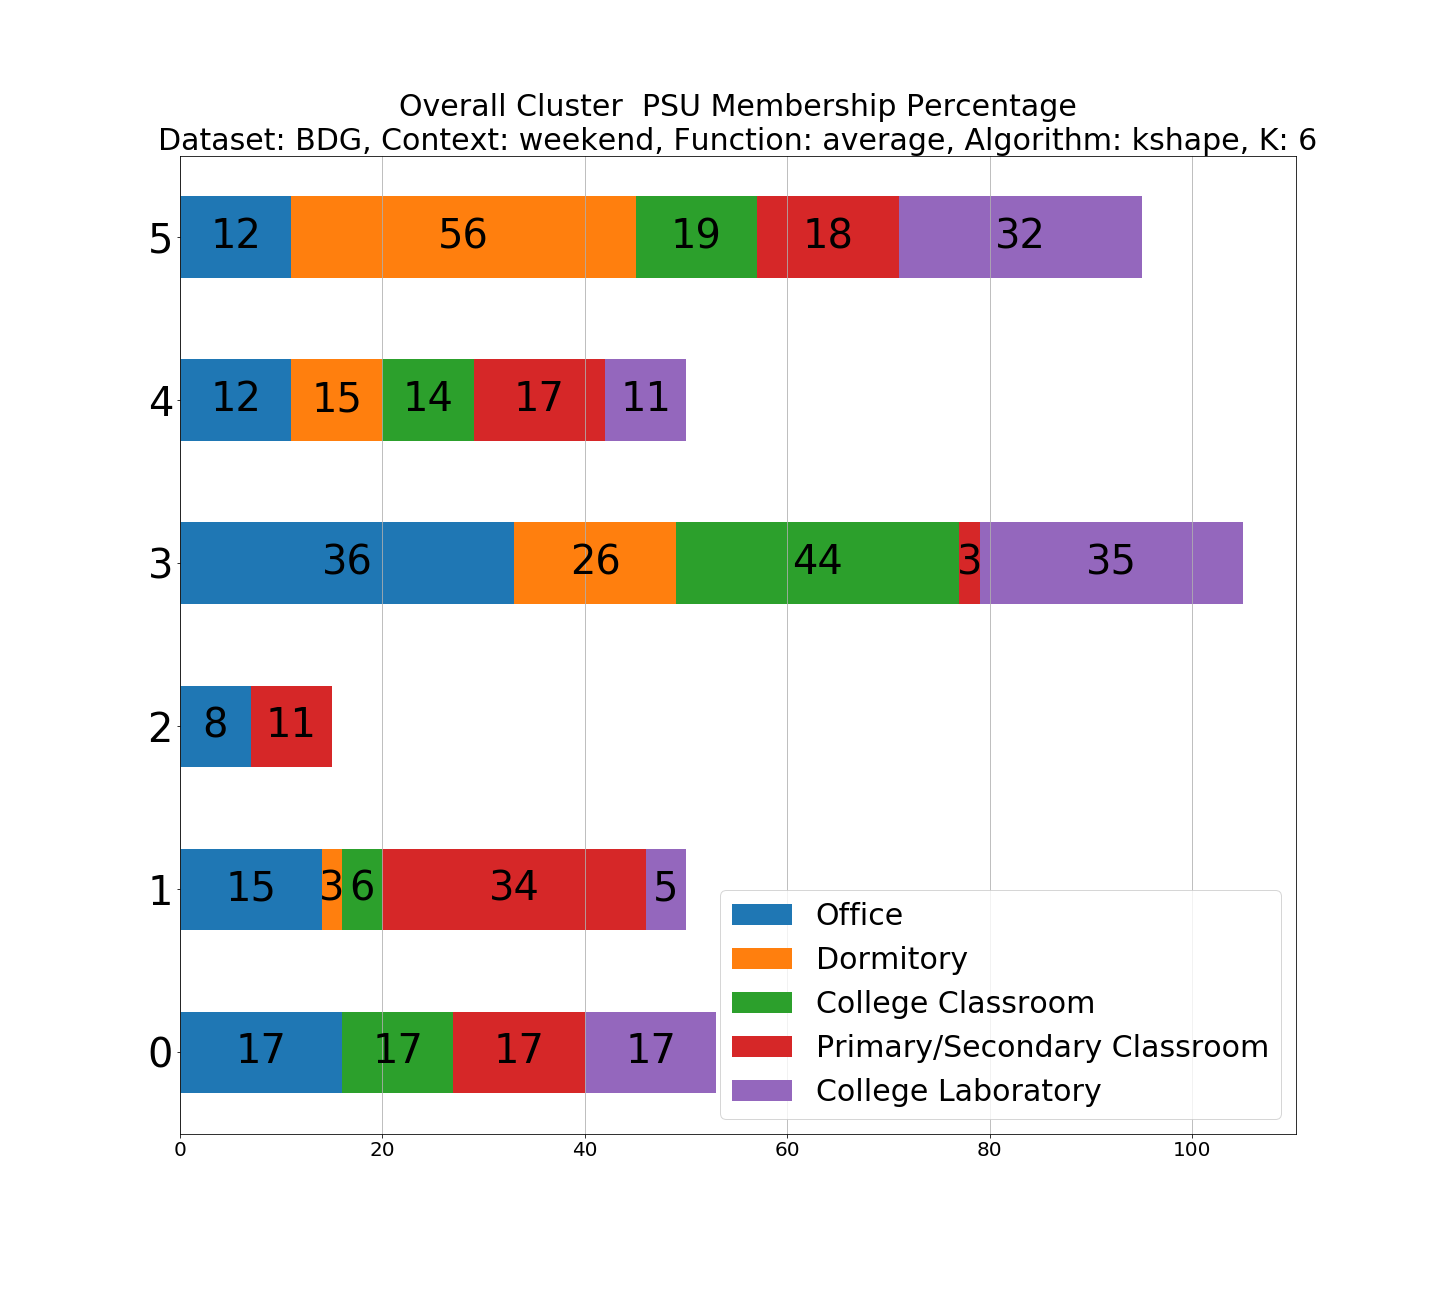 Overall Cluster  PSU Membership Percentage
Dataset: BDG, Context: weekend, Function: average, Algorithm: kshape, K: 6
5 12 56 19 18 32
4 12 15 14 17 11
3 36 26 44 3 35
2 8 11
1 15 3 6 34 5
0 17 17 17 17
Office
Dormitory
College Classroom
Primary/Secondary Classroom
College Laboratory
0 20 40 60 80 100